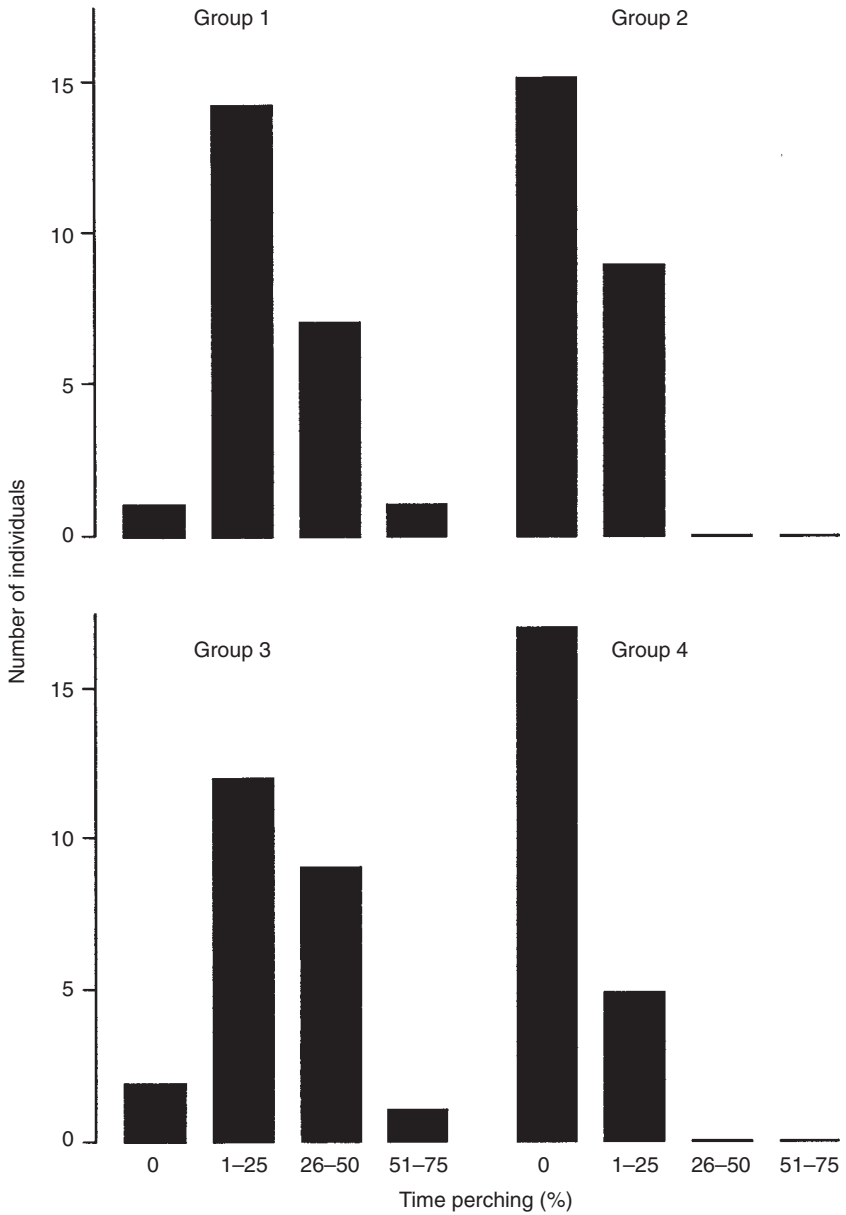 Group 1
Group 2
15
10
5
0
Number of individuals
Group 3
Group 4
15
10
5
0
0 1–25 26–50 51–75 0 1–25 26–50 51–75
Time perching (%)